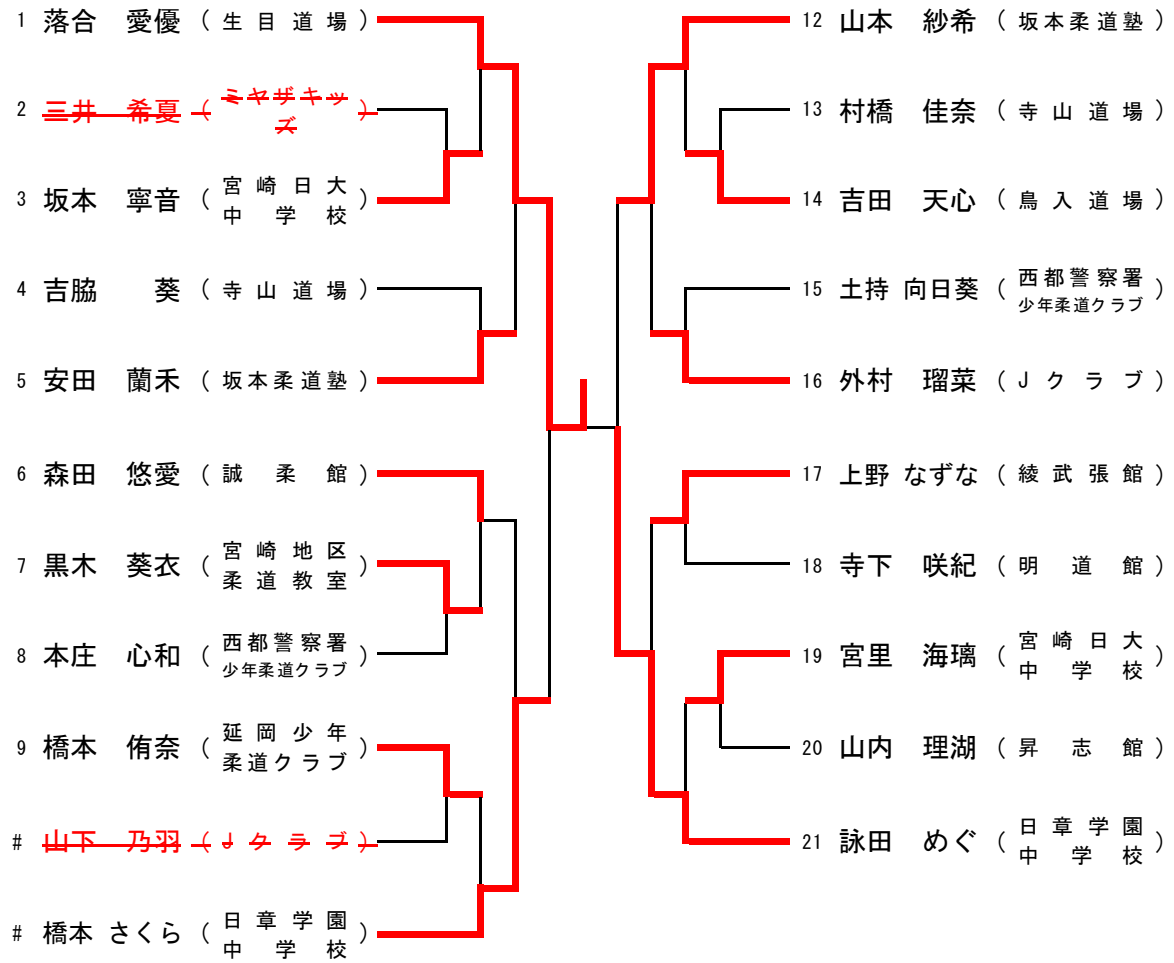 1 落合 愛優 ( 生目道場 )
2 三井 希夏 ( ミヤザキッ
ズ )
3 坂本 寧音 ( 宮崎日大
中学校 )
4 吉脇 葵 ( 寺山道場 )
5 安田 蘭禾 ( 坂本柔道塾 )
6 森田 悠愛 ( 誠柔館 )
7 黒木 葵衣 ( 宮崎地区
柔道教室 )
8 本庄 心和 ( 西都警察署
少年柔道クラブ )
9 橋本 侑奈 ( 延岡少年
柔道クラブ )
# 山下 乃羽 ( Jクラブ )
# 橋本 さくら ( 日章学園
中学校 )
12 山本 紗希 ( 坂本柔道塾 )
13 村橋 佳奈 ( 寺山道場 )
14 吉田 天心 ( 鳥入道場 )
15 土持 向日葵 ( 西都警察署
少年柔道クラブ )
16 外村 瑠菜 ( Jクラブ )
17 上野 なずな ( 綾武張館 )
18 寺下 咲紀 ( 明道館 )
19 宮里 海璃 ( 宮崎日大
中学校 )
20 山内 理湖 ( 昇志館 )
21 詠田 めぐ ( 日章学園
中学校 )